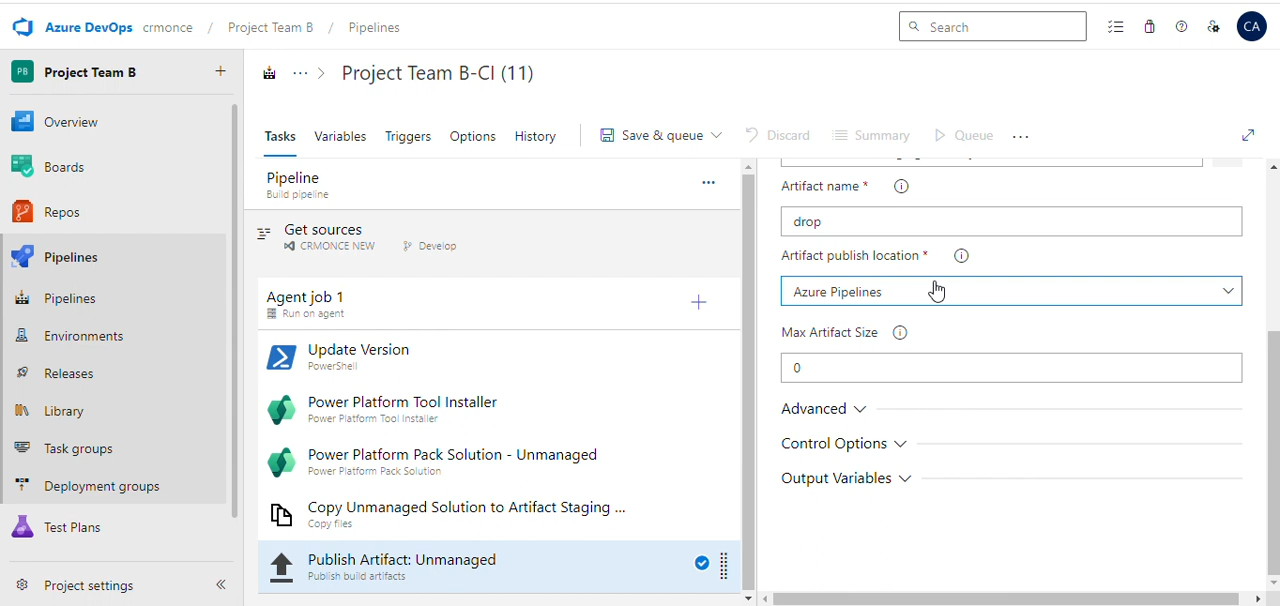 Azure DevOps crmonce / Project Team B / Pipelines
Search
CA
PB Project Team B
Project Team B-CI (11)
Overview
Boards
Repos
Pipelines
Pipelines
Environments
Releases
Library
Task groups
Deployment groups
Test Plans
Project settings
Tasks Variables Triggers Options History Save & queue Discard Summary Queue
Pipeline
Build pipeline
Get sources
CRMONCE NEW Develop
Agent job 1
Run on agent
Update Version
PowerShell
Power Platform Tool Installer
Power Platform Tool Installer
Power Platform Pack Solution - Unmanaged
Power Platform Pack Solution
Copy Unmanaged Solution to Artifact Staging ...
Copy files
Publish Artifact: Unmanaged
Publish build artifacts
Artifact name *
drop
Artifact publish location *
Azure Pipelines
Max Artifact Size
0
Advanced
Control Options
Output Variables